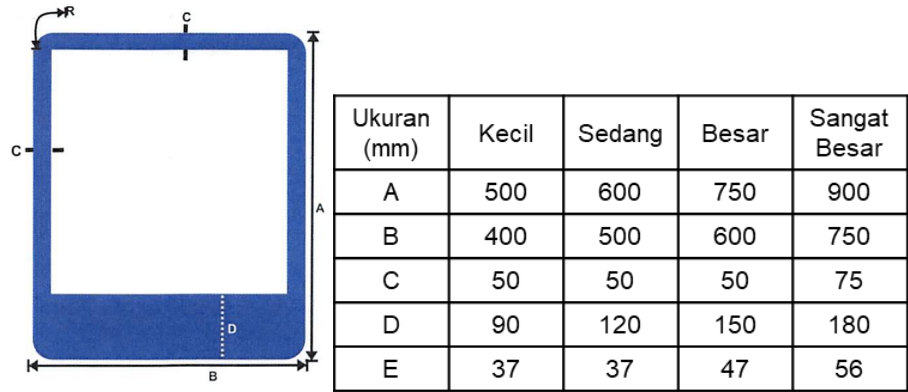 R
C
C
A
D
B
Ukuran (mm) Kecil Sedang Besar Sangat Besar
A 500 600 750 900
B 400 500 600 750
C 50 50 50 75
D 90 120 150 180
E 37 37 47 56